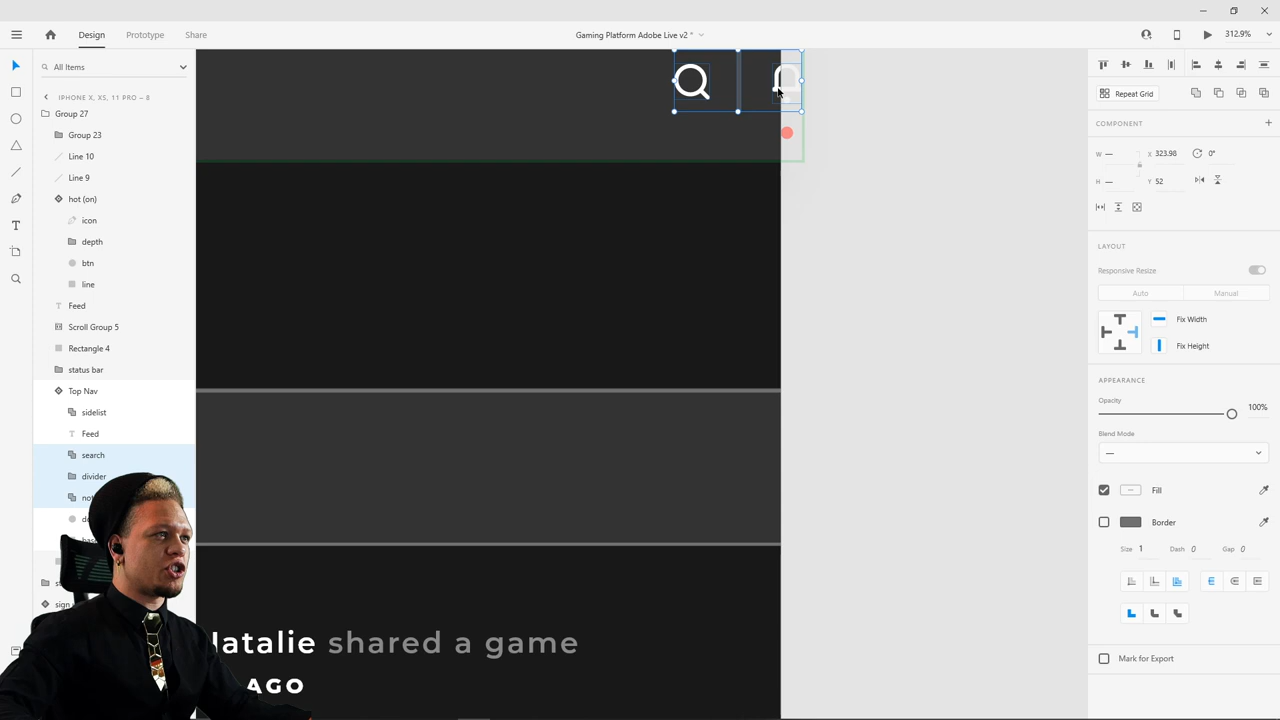 Design
Prototype
Share
Gaming Platform Adobe Live v2 *
312.9%
All Items
IPHONE X, XS, 11 PRO – 8
Group 27
Group 23
Line 10
Line 9
hot (on)
icon
depth
btn
line
Feed
Scroll Group 5
Rectangle 4
status bar
Top Nav
sidelist
Feed
search
divider
Natalie shared a game
AGO
Repeat Grid
COMPONENT
W —
X 323.98
0°
H —
Y 52
LAYOUT
Responsive Resize
Auto
Manual
Fix Width
Fix Height
APPEARANCE
Opacity
100%
Blend Mode
—
Fill
Border
Size 1
Dash 0
Gap 0
Mark for Export